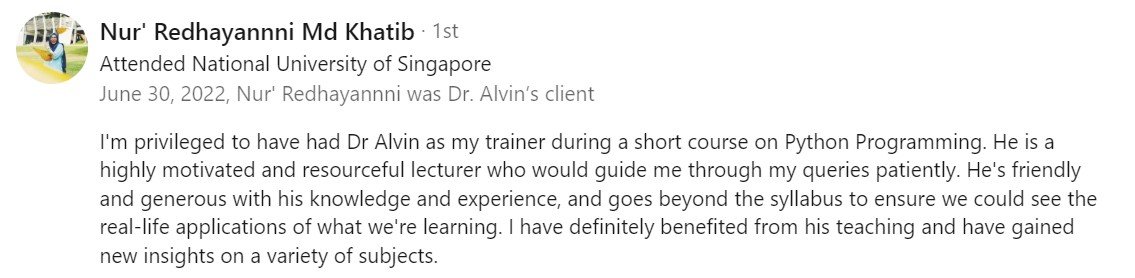 Nur' Redhayannni Md Khatib · 1st
Attended National University of Singapore
June 30, 2022, Nur' Redhayannni was Dr. Alvin’s client
I'm privileged to have had Dr Alvin as my trainer during a short course on Python Programming. He is a
highly motivated and resourceful lecturer who would guide me through my queries patiently. He's friendly
and generous with his knowledge and experience, and goes beyond the syllabus to ensure we could see the
real-life applications of what we're learning. I have definitely benefited from his teaching and have gained
new insights on a variety of subjects.